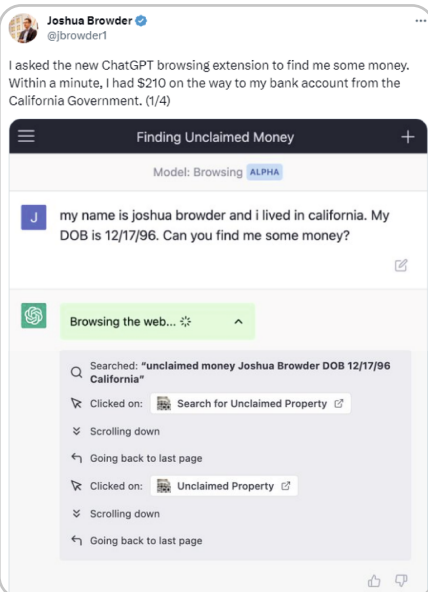 Joshua Browder
@jbrowder1
I asked the new ChatGPT browsing extension to find me some money.
Within a minute, I had $210 on the way to my bank account from the
California Government. (1/4)
Finding Unclaimed Money
Model: Browsing ALPHA
J
my name is joshua browder and i lived in california. My
DOB is 12/17/96. Can you find me some money?
Browsing the web...
Searched: “unclaimed money Joshua Browder DOB 12/17/96
California”
Clicked on: Search for Unclaimed Property
Scrolling down
Going back to last page
Clicked on: Unclaimed Property
Scrolling down
Going back to last page